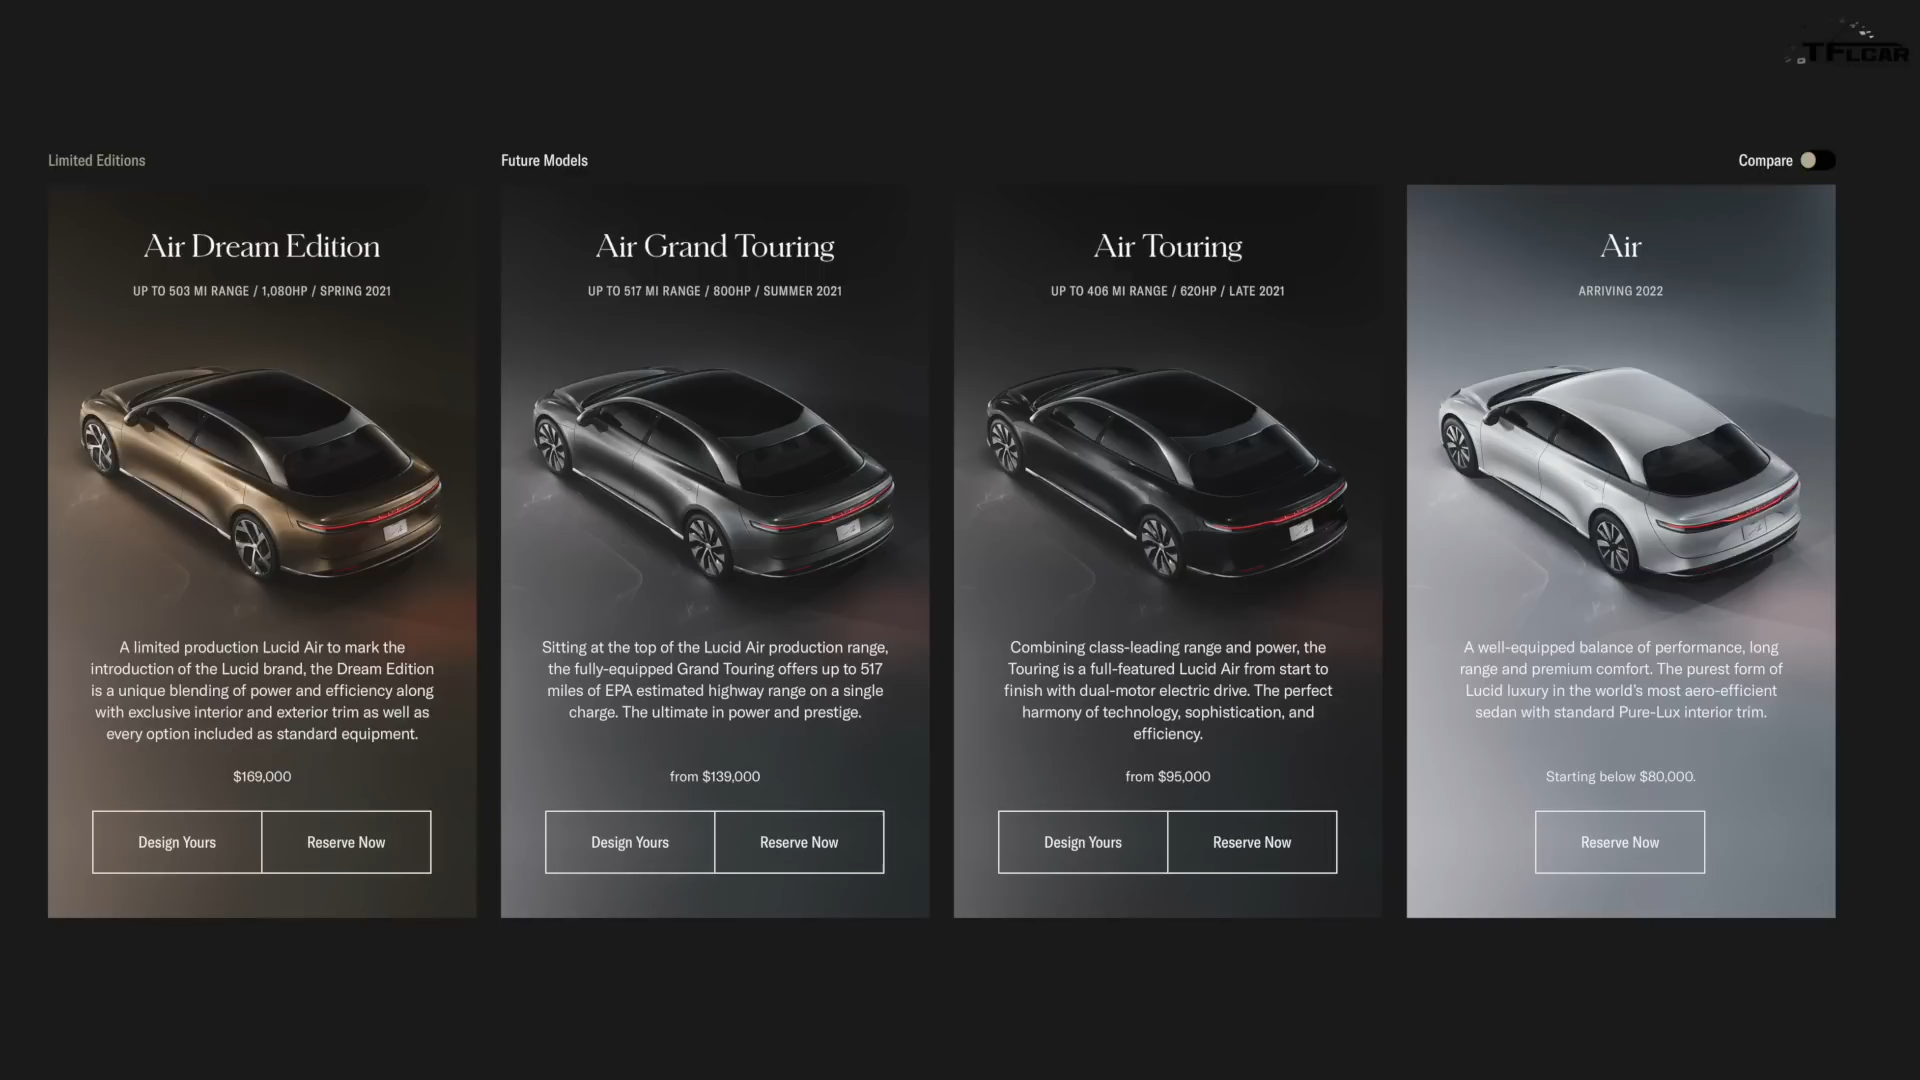 TFLCAR
Limited Editions
Future Models
Compare
Air Dream Edition
UP TO 503 MI RANGE / 1,080HP / SPRING 2021
A limited production Lucid Air to mark the
introduction of the Lucid brand, the Dream Edition
is a unique blending of power and efficiency along
with exclusive interior and exterior trim as well as
every option included as standard equipment.
$169,000
Design Yours
Reserve Now
Air Grand Touring
UP TO 517 MI RANGE / 800HP / SUMMER 2021
Sitting at the top of the Lucid Air production range,
the fully-equipped Grand Touring offers up to 517
miles of EPA estimated highway range on a single
charge. The ultimate in power and prestige.
from $139,000
Design Yours
Reserve Now
Air Touring
UP TO 406 MI RANGE / 620HP / LATE 2021
Combining class-leading range and power, the
Touring is a full-featured Lucid Air from start to
finish with dual-motor electric drive. The perfect
harmony of technology, sophistication, and
efficiency.
from $95,000
Design Yours
Reserve Now
Air
ARRIVING 2022
A well-equipped balance of performance, long
range and premium comfort. The purest form of
Lucid luxury in the world's most aero-efficient
sedan with standard Pure-Lux interior trim.
Starting below $80,000.
Reserve Now